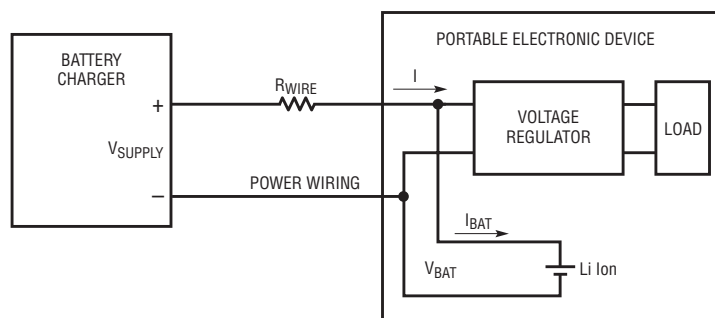 PORTABLE ELECTRONIC DEVICE
BATTERY
CHARGER
+
RWIRE
I
VOLTAGE
REGULATOR
LOAD
VSUPPLY
–
POWER WIRING
IBAT
VBAT
Li Ion